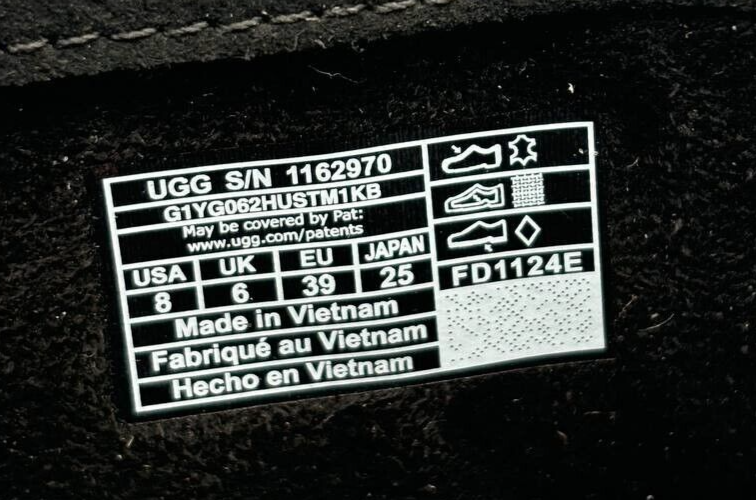 UGG S/N 1162970
G1YG062HUSTM1KB
May be covered by Pat:
www.ugg.com/patents
USA UK EU JAPAN
8 6 39 25
Made in Vietnam
Fabriqué au Vietnam
Hecho en Vietnam
FD1124E